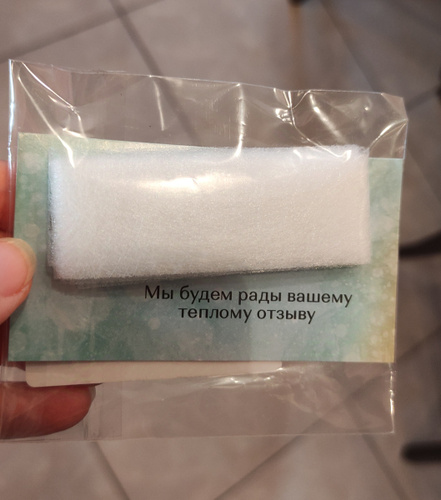 Мы будем рады вашему
теплому отзыву